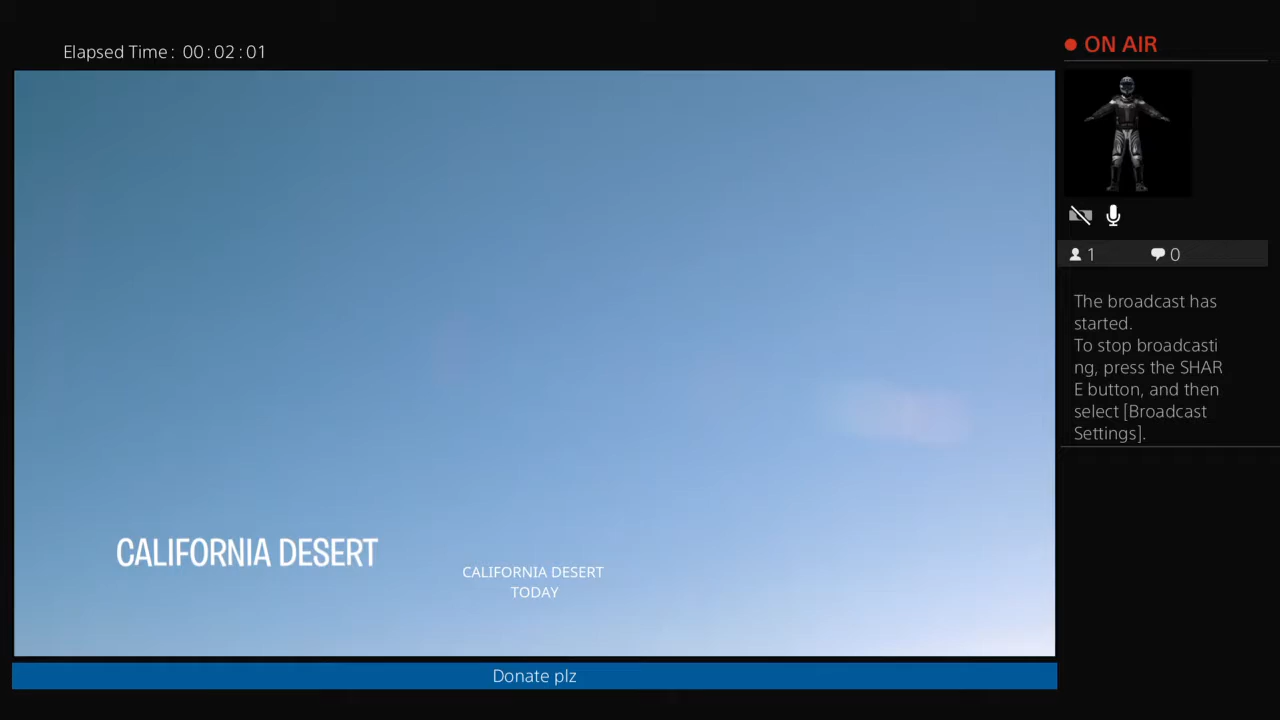 Elapsed Time: 00:02:01
ON AIR
1 0
The broadcast has
started.
To stop broadcasti
ng, press the SHAR
E button, and then
select [Broadcast
Settings].
CALIFORNIA DESERT
CALIFORNIA DESERT
TODAY
Donate plz